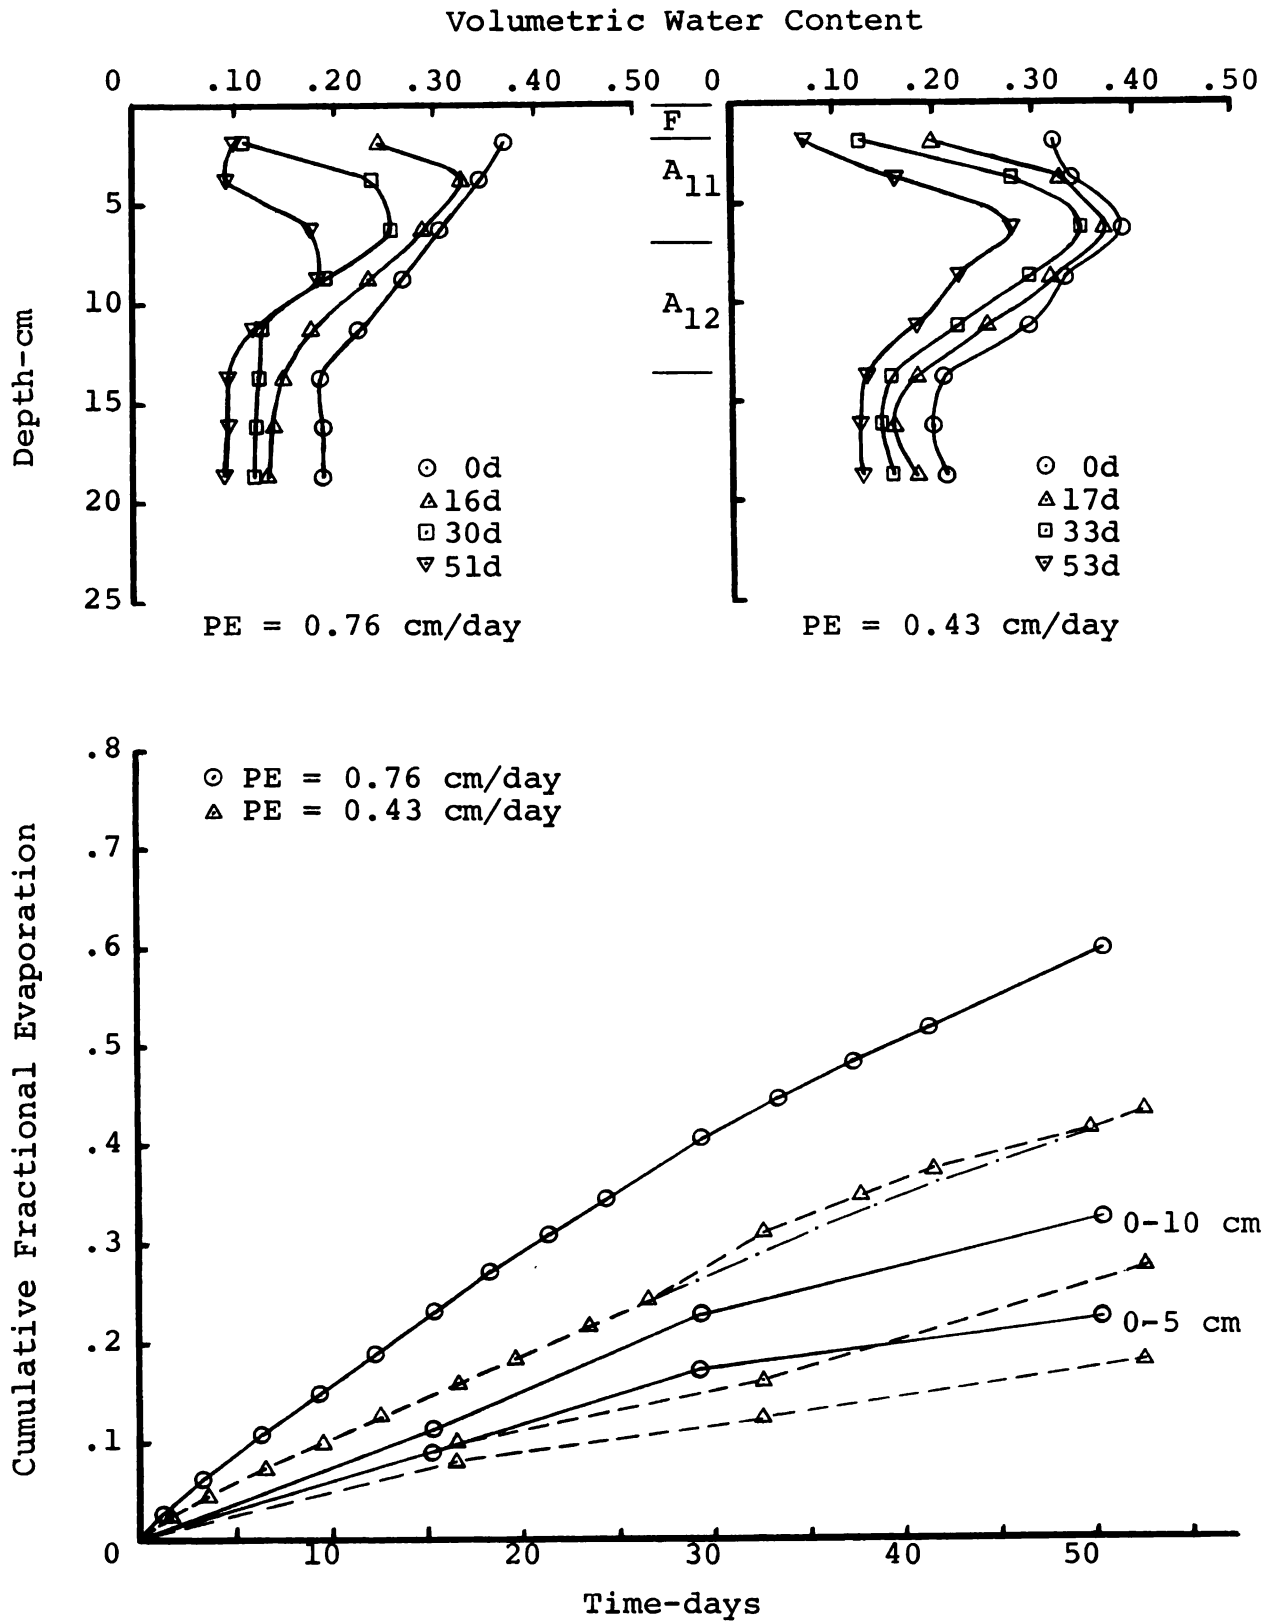 Volumetric Water Content
0 .10 .20 .30 .40 .50 0 .10 .20 .30 .40 .50
F
A11
5
A12
10
15
20
25
Depth-cm
0d
16d
30d
51d
PE = 0.76 cm/day
0d
17d
33d
53d
PE = 0.43 cm/day
.8
.7
.6
.5
.4
.3
.2
.1
Cumulative Fractional Evaporation
PE = 0.76 cm/day
PE = 0.43 cm/day
0-10 cm
0-5 cm
0 10 20 30 40 50
Time-days